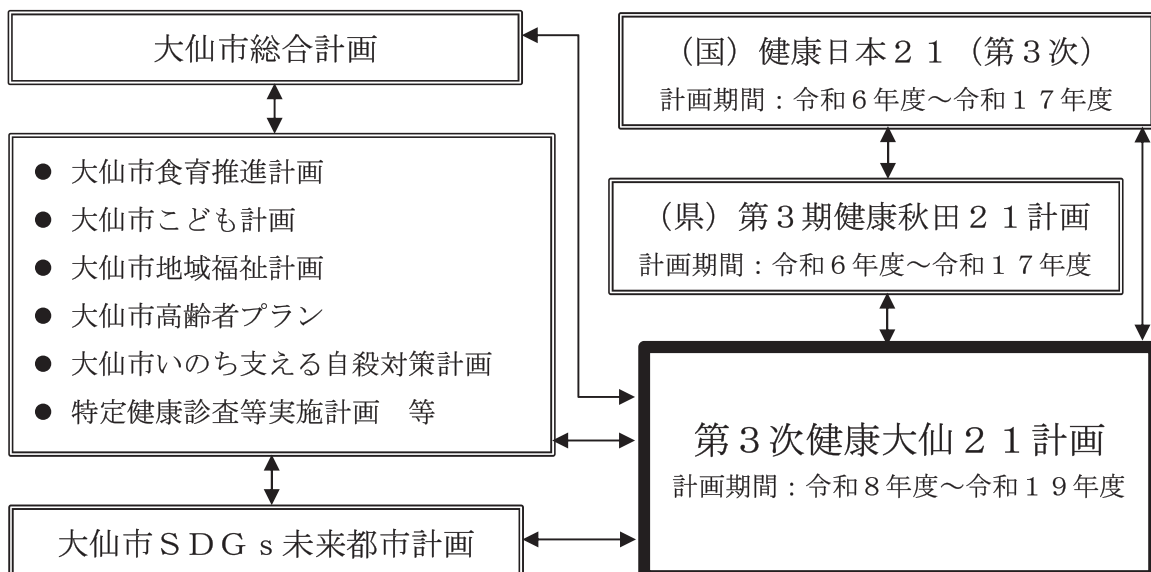 大仙市総合計画
● 大仙市食育推進計画
● 大仙市こども計画
● 大仙市地域福祉計画
● 大仙市高齢者プラン
● 大仙市いのち支える自殺対策計画
● 特定健康診査等実施計画　等
大仙市ＳＤＧｓ未来都市計画
（国）健康日本２１（第３次）
計画期間：令和６年度～令和１７年度
（県）第３期健康秋田２１計画
計画期間：令和６年度～令和１７年度
第３次健康大仙２１計画
計画期間：令和８年度～令和１９年度